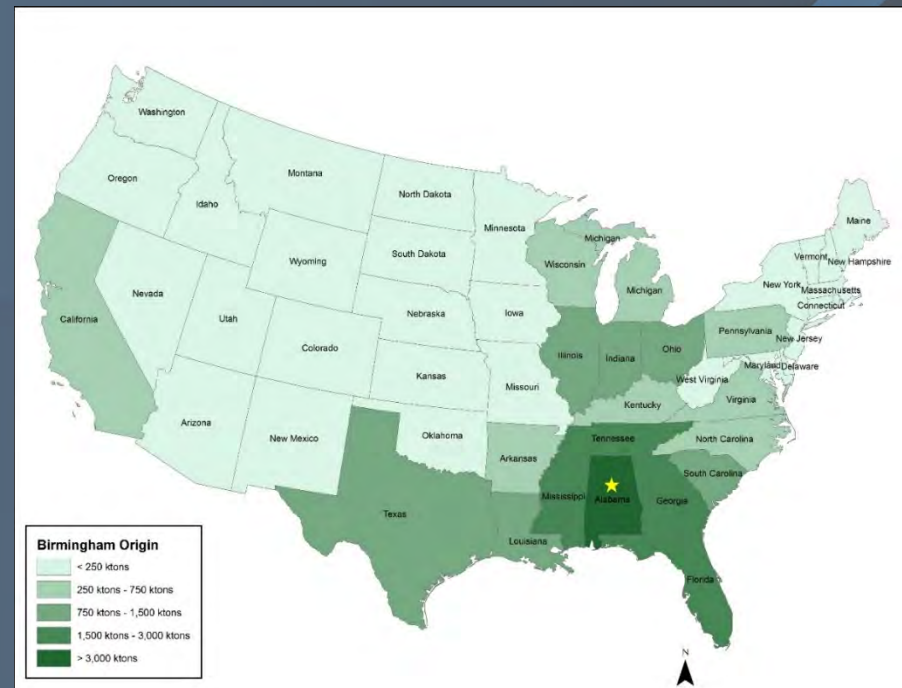 Washington
Oregon
Idaho
Montana
North Dakota
Minnesota
Wyoming
South Dakota
Wisconsin
Michigan
Michigan
Maine
Vermont
New Hampshire
New York
Massachusetts
Connecticut
California
Nevada
Utah
Colorado
Nebraska
Iowa
Kansas
Missouri
Illinois
Indiana
Ohio
Pennsylvania
New Jersey
Maryland
Delaware
West Virginia
Virginia
Kentucky
Arizona
New Mexico
Oklahoma
Arkansas
Tennessee
North Carolina
South Carolina
Texas
Louisiana
Mississippi
Alabama
Georgia
Florida
Birmingham Origin
< 250 ktons
250 ktons - 750 ktons
750 ktons - 1,500 ktons
1,500 ktons - 3,000 ktons
> 3,000 ktons
N